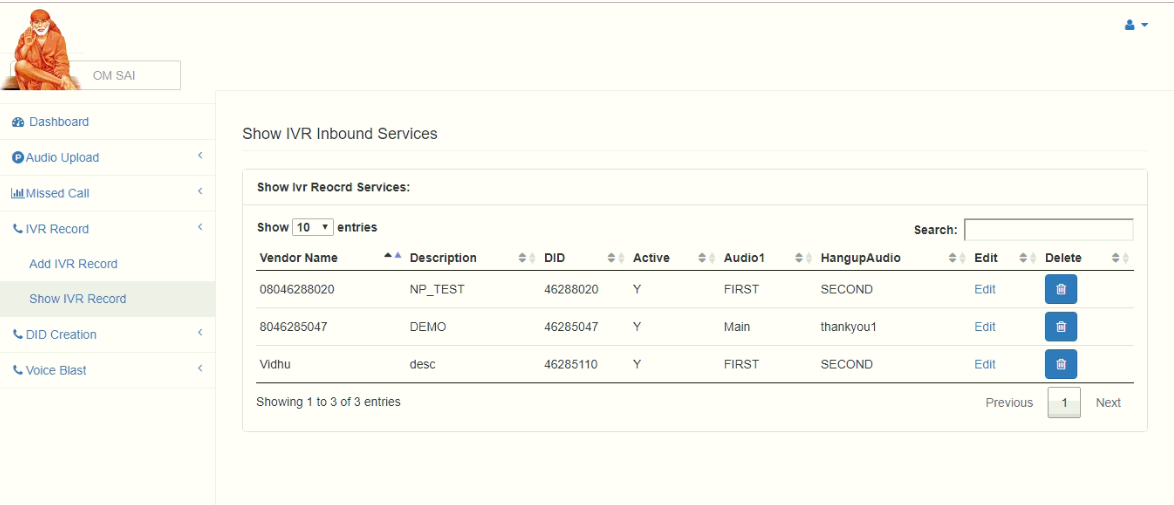 OM SAI
Dashboard
Audio Upload
Missed Call
IVR Record
Add IVR Record
Show IVR Record
DID Creation
Voice Blast
Show IVR Inbound Services
Show Ivr Reocrd Services:
Show 10 entries
Search:
Vendor Name Description DID Active Audio1 HangupAudio Edit Delete
08046288020 NP_TEST 46288020 Y FIRST SECOND Edit
8046285047 DEMO 46285047 Y Main thankyou1 Edit
Vidhu desc 46285110 Y FIRST SECOND Edit
Showing 1 to 3 of 3 entries
Previous 1 Next